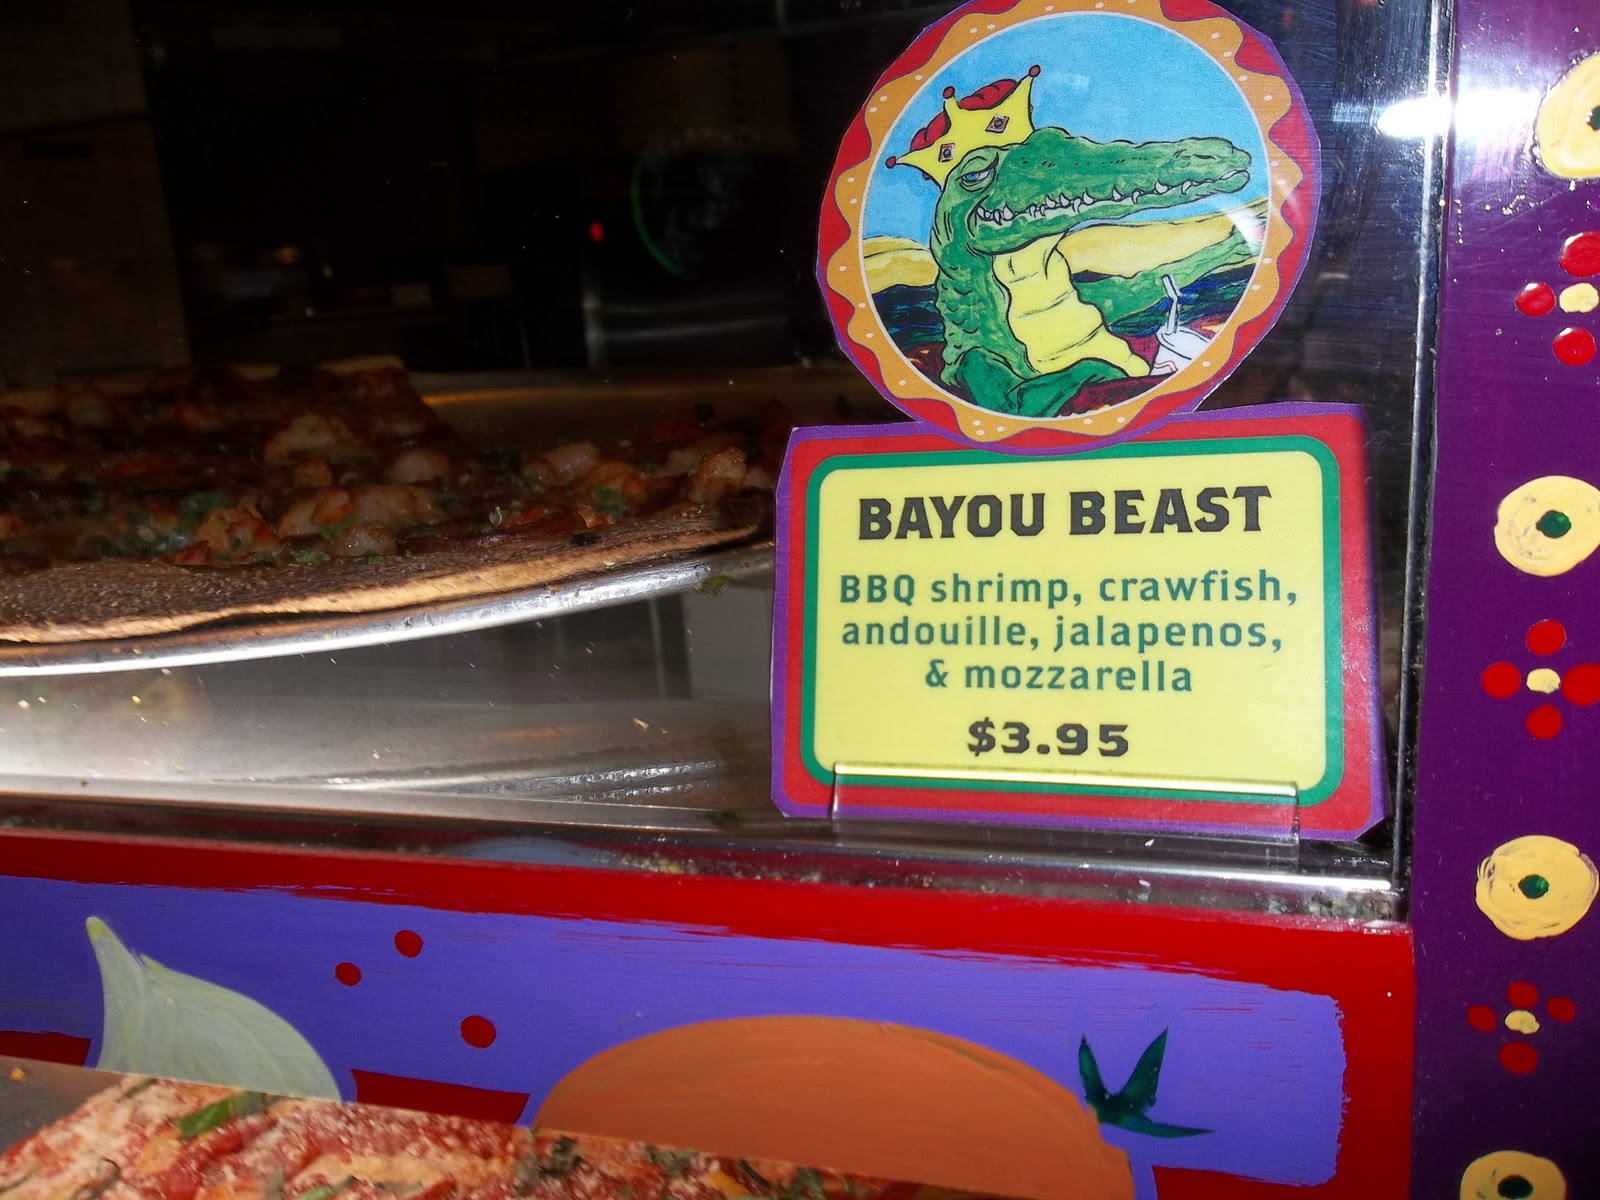 BAYOU BEAST
BBQ shrimp, crawfish,
andouille, jalapenos,
& mozzarella
$3.95